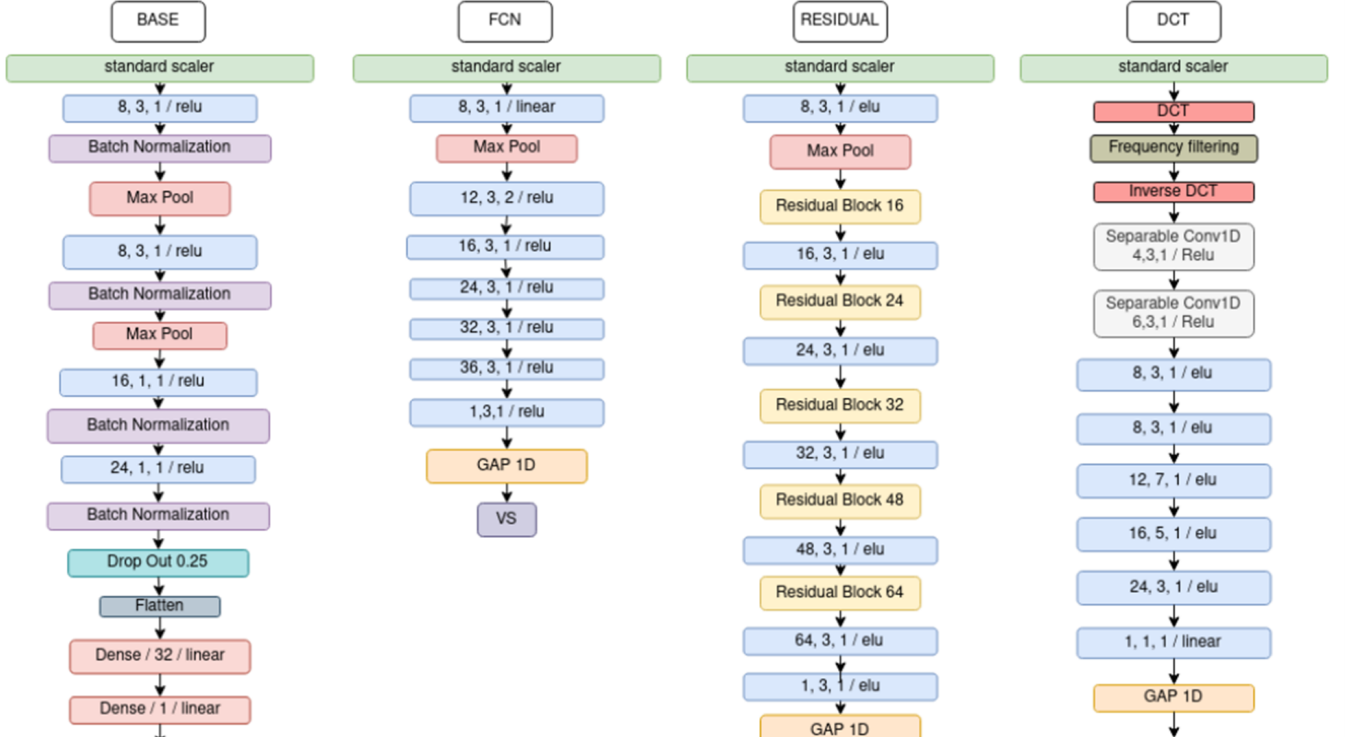 BASE
standard scaler
8, 3, 1 / relu
Batch Normalization
Max Pool
8, 3, 1 / relu
Batch Normalization
Max Pool
16, 1, 1 / relu
Batch Normalization
24, 1, 1 / relu
Batch Normalization
Drop Out 0.25
Flatten
Dense / 32 / linear
Dense / 1 / linear
FCN
standard scaler
8, 3, 1 / linear
Max Pool
12, 3, 2 / relu
16, 3, 1 / relu
24, 3, 1 / relu
32, 3, 1 / relu
36, 3, 1 / relu
1,3,1 / relu
GAP 1D
VS
RESIDUAL
standard scaler
8, 3, 1 / elu
Max Pool
Residual Block 16
16, 3, 1 / elu
Residual Block 24
24, 3, 1 / elu
Residual Block 32
32, 3, 1 / elu
Residual Block 48
48, 3, 1 / elu
Residual Block 64
64, 3, 1 / elu
1, 3, 1 / elu
GAP 1D
DCT
standard scaler
DCT
Frequency filtering
Inverse DCT
Separable Conv1D
4,3,1 / Relu
Separable Conv1D
6,3,1 / Relu
8, 3, 1 / elu
8, 3, 1 / elu
12, 7, 1 / elu
16, 5, 1 / elu
24, 3, 1 / elu
1, 1, 1 / linear
GAP 1D